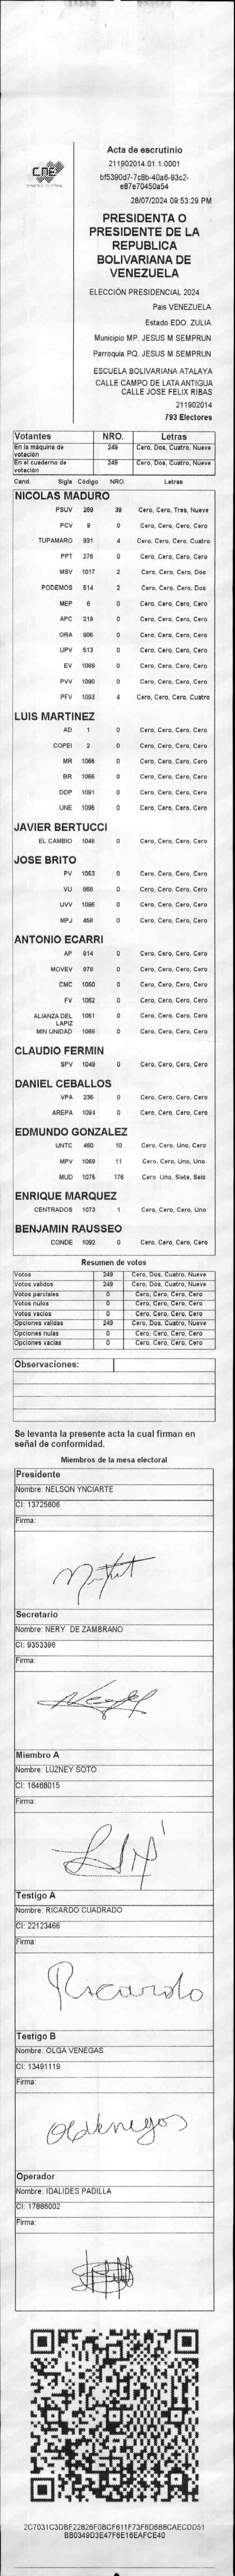 CNE
Acta de escrutinio
211902014.01.1.0001
bf5390d7-7c8b-40a6-93c2-
e87e70450a54
28/07/2024 09:53:29 PM
PRESIDENTA O
PRESIDENTE DE LA
REPUBLICA
BOLIVARIANA DE
VENEZUELA
ELECCIÓN PRESIDENCIAL 2024
Pais VENEZUELA
Estado EDO. ZULIA
Municipio MP. JESUS M SEMPRUN
Parroquia PQ. JESUS M SEMPRUN
ESCUELA BOLIVARIANA ATALAYA
CALLE CAMPO DE LATA ANTIGUA
CALLE JOSE FELIX RIBAS
211902014
793 Electores
Votantes NRO. Letras
En la máquina de votación 249 Cero, Dos, Cuatro, Nueve
En el cuaderno de votación 249 Cero, Dos, Cuatro, Nueve
Cand. Sigla Código NRO. Letras
NICOLAS MADURO
PSUV 269 39 Cero, Cero, Tres, Nueve
PCV 9 0 Cero, Cero, Cero, Cero
TUPAMARO 931 4 Cero, Cero, Cero, Cuatro
PPT 276 0 Cero, Cero, Cero, Cero
MSV 1017 2 Cero, Cero, Cero, Dos
PODEMOS 514 2 Cero, Cero, Cero, Dos
MEP 6 0 Cero, Cero, Cero, Cero
APC 219 0 Cero, Cero, Cero, Cero
ORA 906 0 Cero, Cero, Cero, Cero
UPV 513 0 Cero, Cero, Cero, Cero
EV 1089 0 Cero, Cero, Cero, Cero
PVV 1090 0 Cero, Cero, Cero, Cero
PFV 1093 4 Cero, Cero, Cero, Cuatro
LUIS MARTINEZ
AD 1 0 Cero, Cero, Cero, Cero
COPEI 2 0 Cero, Cero, Cero, Cero
MR 1065 0 Cero, Cero, Cero, Cero
BR 1066 0 Cero, Cero, Cero, Cero
DDP 1091 0 Cero, Cero, Cero, Cero
UNE 1095 0 Cero, Cero, Cero, Cero
JAVIER BERTUCCI
EL CAMBIO 1048 0 Cero, Cero, Cero, Cero
JOSE BRITO
PV 1053 0 Cero, Cero, Cero, Cero
VU 868 0 Cero, Cero, Cero, Cero
UVV 1096 0 Cero, Cero, Cero, Cero
MPJ 458 0 Cero, Cero, Cero, Cero
ANTONIO ECARRI
AP 814 0 Cero, Cero, Cero, Cero
MOVEV 978 0 Cero, Cero, Cero, Cero
CMC 1050 0 Cero, Cero, Cero, Cero
FV 1052 0 Cero, Cero, Cero, Cero
ALIANZA DEL LAPIZ 1051 0 Cero, Cero, Cero, Cero
MIN UNIDAD 1068 0 Cero, Cero, Cero, Cero
CLAUDIO FERMIN
SPV 1049 0 Cero, Cero, Cero, Cero
DANIEL CEBALLOS
VPA 236 0 Cero, Cero, Cero, Cero
AREPA 1094 0 Cero, Cero, Cero, Cero
EDMUNDO GONZALEZ
UNTC 460 10 Cero, Cero, Uno, Cero
MPV 1069 11 Cero, Cero, Uno, Uno
MUD 1075 176 Cero Uno, Siete, Seis
ENRIQUE MARQUEZ
CENTRADOS 1073 1 Cero, Cero, Cero, Uno
BENJAMIN RAUSSEO
CONDE 1092 0 Cero, Cero, Cero, Cero
Resumen de votos
Votos 249 Cero, Dos, Cuatro, Nueve
Votos validos 249 Cero, Dos, Cuatro, Nueve
Votos parciales 0 Cero, Cero, Cero, Cero
Votos nulos 0 Cero, Cero, Cero, Cero
Votos vacios 0 Cero, Cero, Cero, Cero
Opciones validas 249 Cero, Dos, Cuatro, Nueve
Opciones nulas 0 Cero, Cero, Cero, Cero
Opciones vacias 0 Cero, Cero, Cero, Cero
Observaciones:
Se levanta la presente acta la cual firman en
señal de conformidad.
Miembros de la mesa electoral
Presidente
Nombre: NELSON YNCIARTE
CI: 13725606
Firma:
Secretario
Nombre: NERY DE ZAMBRANO
CI: 9353396
Firma:
Miembro A
Nombre: LUZNEY SOTO
CI: 16468015
Firma:
Testigo A
Nombre: RICARDO CUADRADO
CI: 22123466
Firma:
Ricardo
Testigo B
Nombre: OLGA VENEGAS
CI: 13491119
Firma:
Operador
Nombre: IDALIDES PADILLA
CI: 17886002
Firma:
2C7031C3DBF22826F0BCF611F73F6D6B8CAECDD51
BB0349D3E47F6E16EAFCE40